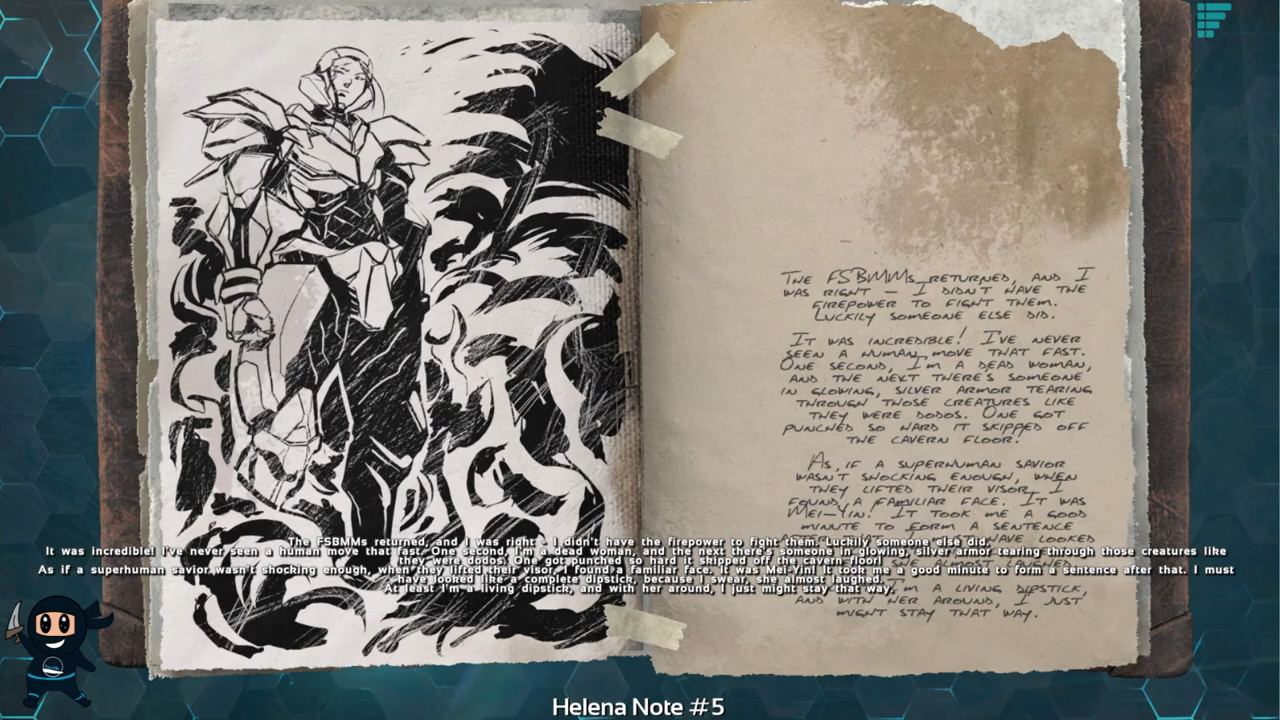 The FSBMMs returned, and I
was right – I didn't have the
firepower to fight them.
Luckily someone else did.
It was incredible! I've never
seen a human move that fast.
One second, I'm a dead woman,
and the next there's someone
in glowing, silver armor tearing
through those creatures like
they were dodos. One got
punched so hard it skipped off
the cavern floor.
As if a superhuman savior
wasn't shocking enough, when
they lifted their visor, I
found a familiar face. It was
Mei-Yin! It took me a good
minute to form a sentence
have looked
she almost laughed.
I'm a living dipstick,
and with her around, I just
might stay that way.
The FSBMMs returned, and I was right - I didn't have the firepower to fight them. Luckily someone else did.
It was incredible! I've never seen a human move that fast. One second, I'm a dead woman, and the next there's someone in glowing, silver armor tearing through those creatures like
they were dodos. One got punched so hard it skipped off the cavern floor!
As if a superhuman savior wasn't shocking enough, when they lifted their visor, I found a familiar face. It was Mei-Yin! It took me a good minute to form a sentence after that. I must
have looked like a complete dipstick, because I swear, she almost laughed.
At least I'm a living dipstick, and with her around, I just might stay that way.
Helena Note #5